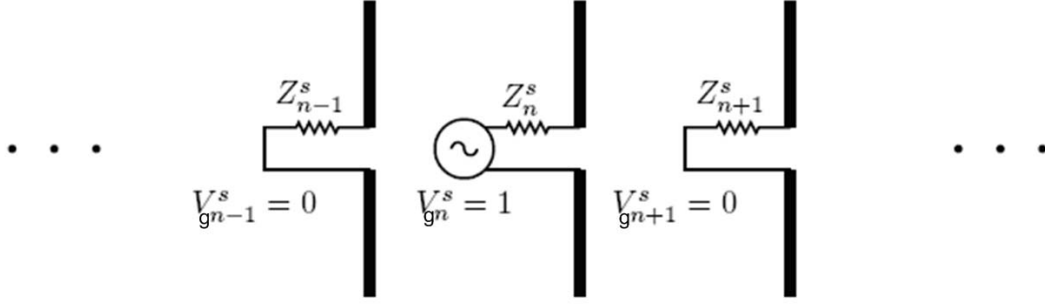 Z^s_{n-1} Z^s_n Z^s_{n+1}
. . . . . .
V^s_{gn-1} = 0 V^s_{gn} = 1 V^s_{gn+1} = 0